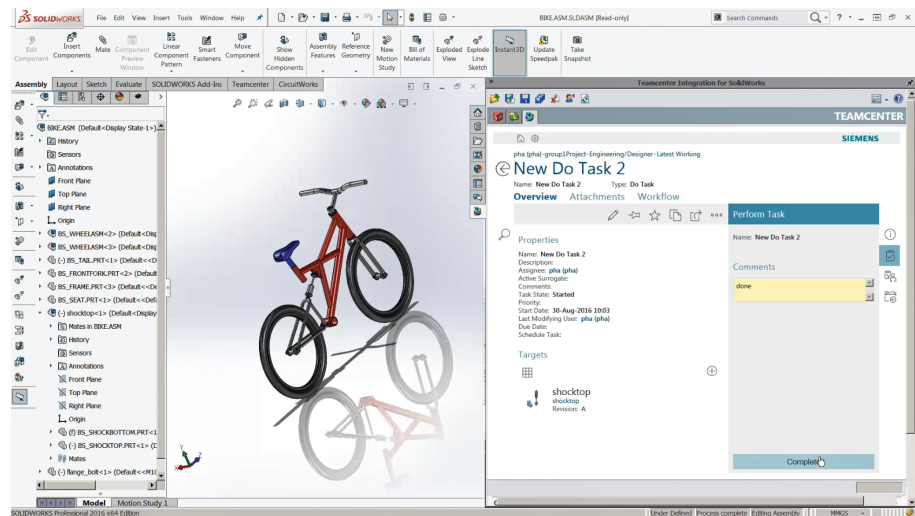 SOLIDWORKS File Edit View Insert Tools Window Help BIKE.ASM.SLDASM [Read-only] Search Commands
Edit Component
Insert Components
Mate
Component Preview Window
Linear Component Pattern
Smart Fasteners
Move Component
Show Hidden Components
Assembly Features
Reference Geometry
New Motion Study
Bill of Materials
Exploded View
Explode Line Sketch
Instant3D
Update Speedpak
Take Snapshot
Assembly Layout Sketch Evaluate SOLIDWORKS Add-Ins Teamcenter CircuitWorks
BIKE.ASM (Default<Display State-1>)
History
Sensors
Annotations
Front Plane
Top Plane
Right Plane
Origin
BS_WHEELASM<2> (Default<Disp
BS_WHEELASM<3> (Default<Disp
(-) BS_TAIL.PRT<1> (Default<<D
BS_FRONTFORK.PRT<2> (Default
BS_FRAME.PRT<3> (Default<<De
BS_SEAT.PRT<1> (Default<<Def
(-) shocktop<1> (Default<Display
Mates in BIKE.ASM
History
Sensors
Annotations
Front Plane
Top Plane
Right Plane
Origin
(f) BS_SHOCKBOTTOM.PRT<1
(-) BS_SHOCKTOP.PRT<1> (D
Mates
(-) flange_bolt<1> (Default<<M10
Model Motion Study 1
SOLIDWORKS Professional 2016 x64 Edition
Teamcenter Integration for SolidWorks
TEAMCENTER
SIEMENS
pha (pha)-group1Project-Engineering/Designer-Latest Working
New Do Task 2
Name: New Do Task 2 Type: Do Task
Overview Attachments Workflow
Properties
Name: New Do Task 2
Description:
Assignee: pha (pha)
Active Surrogate:
Comments:
Task State: Started
Priority:
Start Date: 30-Aug-2016 10:03
Last Modifying User: pha (pha)
Due Date:
Schedule Task:
Targets
shocktop
shocktop
Revision: A
Perform Task
Name: New Do Task 2
Comments
done
Complete
Under Defined Process complete Editing Assembly MMGS